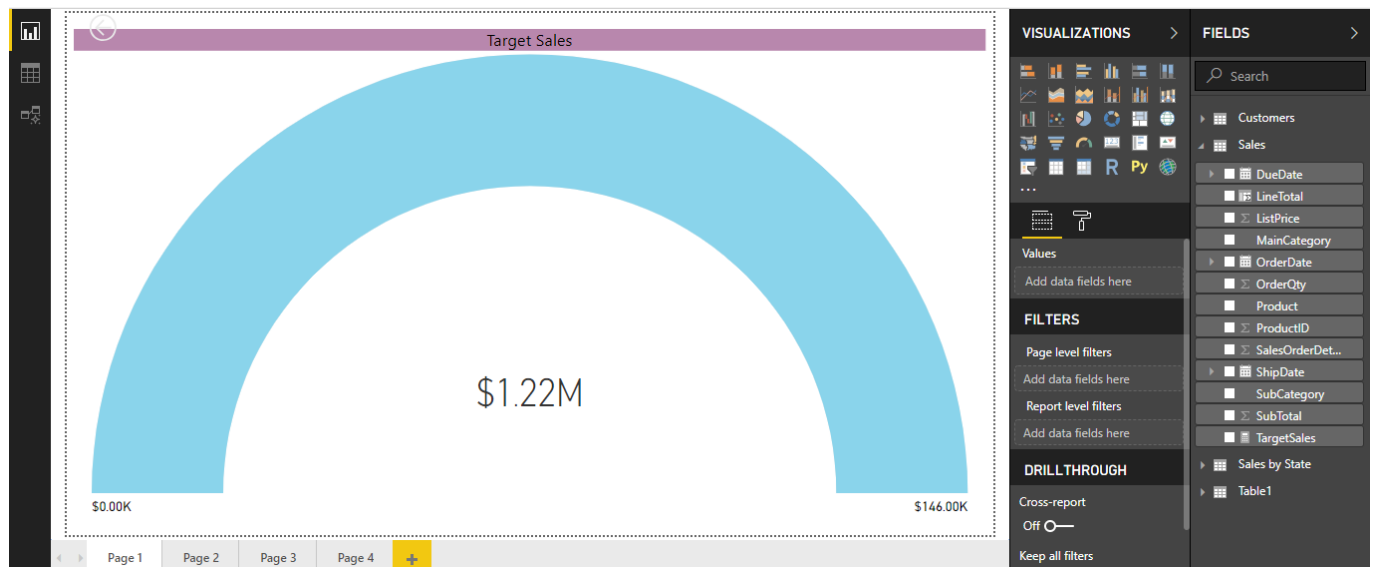 Target Sales
$1.22M
$0.00K
$146.00K
Page 1
Page 2
Page 3
Page 4
+
VISUALIZATIONS
R
Py
...
Values
Add data fields here
FILTERS
Page level filters
Add data fields here
Report level filters
Add data fields here
DRILLTHROUGH
Cross-report
Off
Keep all filters
FIELDS
Search
Customers
Sales
DueDate
LineTotal
Σ ListPrice
MainCategory
OrderDate
Σ OrderQty
Product
Σ ProductID
Σ SalesOrderDet...
ShipDate
SubCategory
Σ SubTotal
TargetSales
Sales by State
Table1